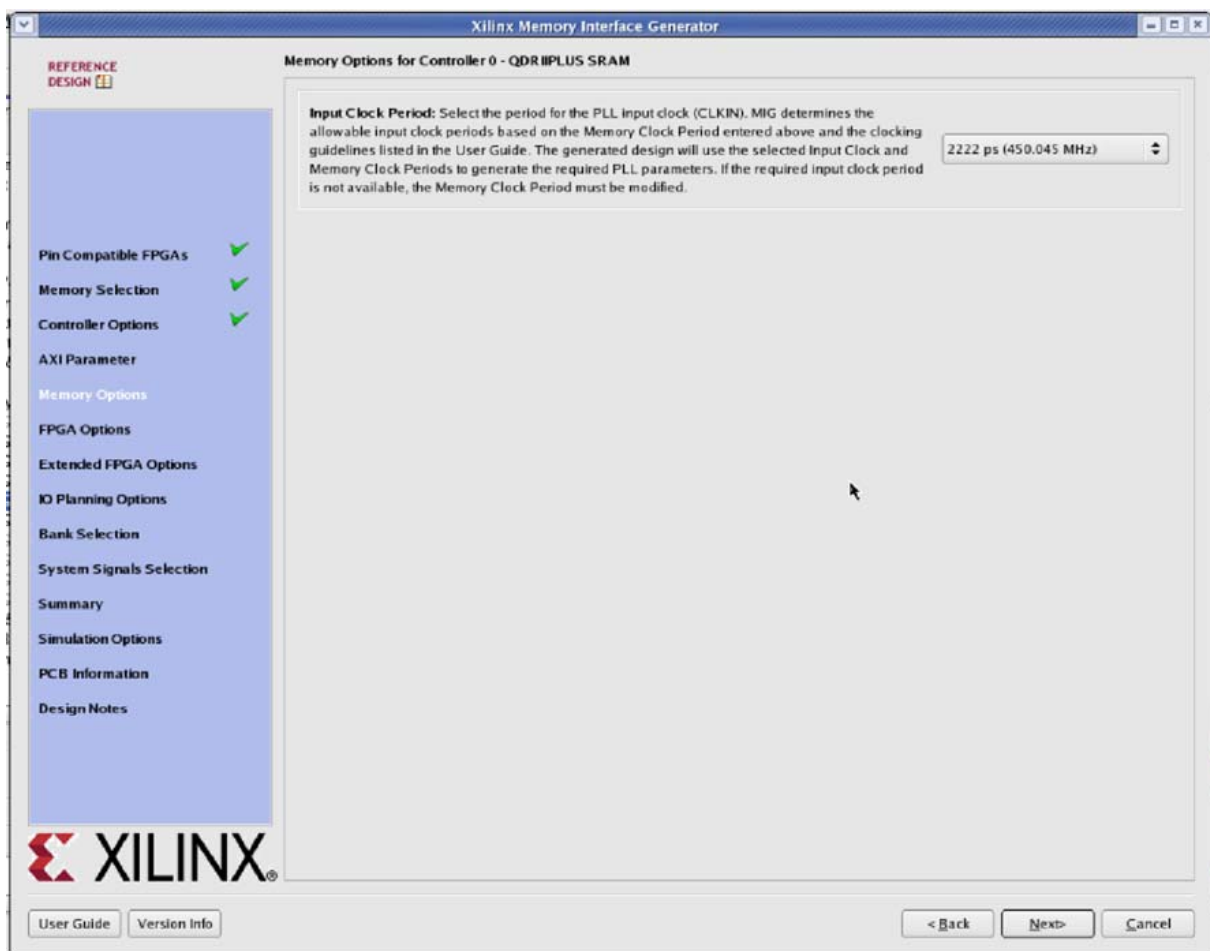 Xilinx Memory Interface Generator
REFERENCE
DESIGN
Memory Options for Controller 0 - QDRIIPLUS SRAM
Input Clock Period: Select the period for the PLL input clock (CLKIN). MIG determines the
allowable input clock periods based on the Memory Clock Period entered above and the clocking
guidelines listed in the User Guide. The generated design will use the selected Input Clock and
Memory Clock Periods to generate the required PLL parameters. If the required input clock period
is not available, the Memory Clock Period must be modified.
2222 ps (450.045 MHz)
Pin Compatible FPGAs
Memory Selection
Controller Options
AXI Parameter
Memory Options
FPGA Options
Extended FPGA Options
IO Planning Options
Bank Selection
System Signals Selection
Summary
Simulation Options
PCB Information
Design Notes
XILINX®
User Guide
Version Info
< Back
Next>
Cancel